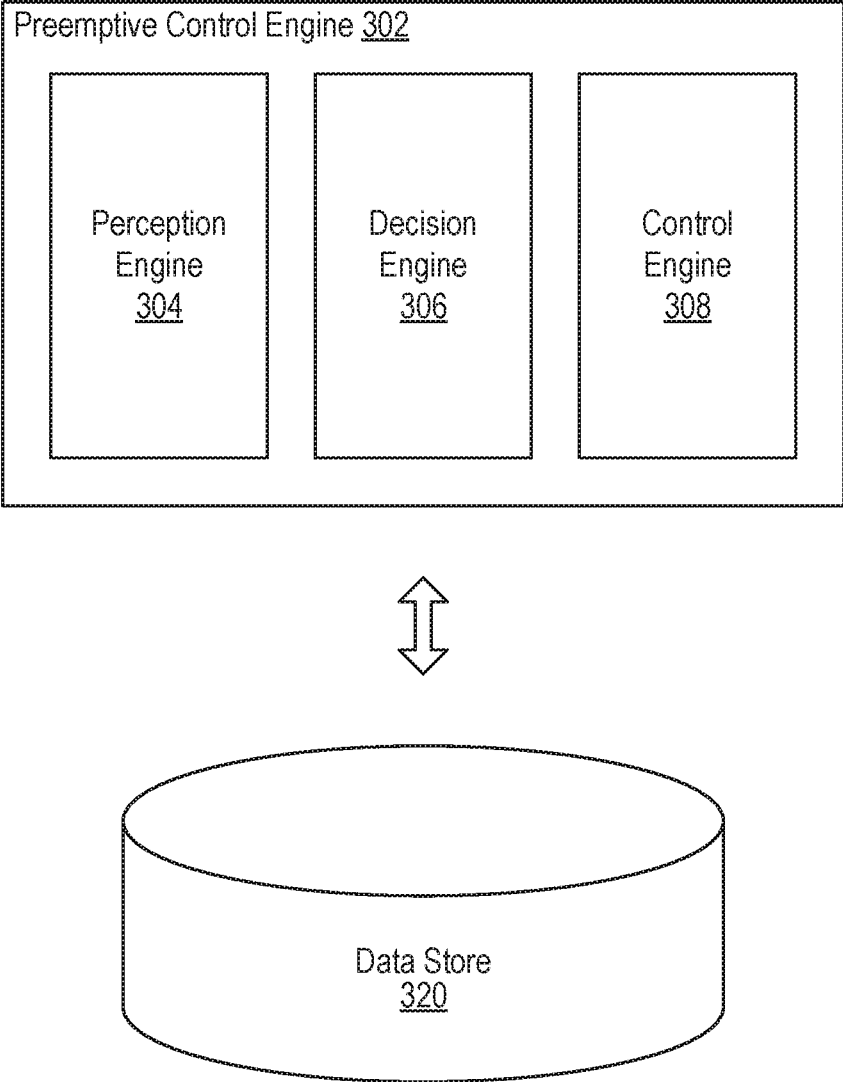 Preemptive Control Engine 302
Perception
Engine
304
Decision
Engine
306
Control
Engine
308
Data Store
320